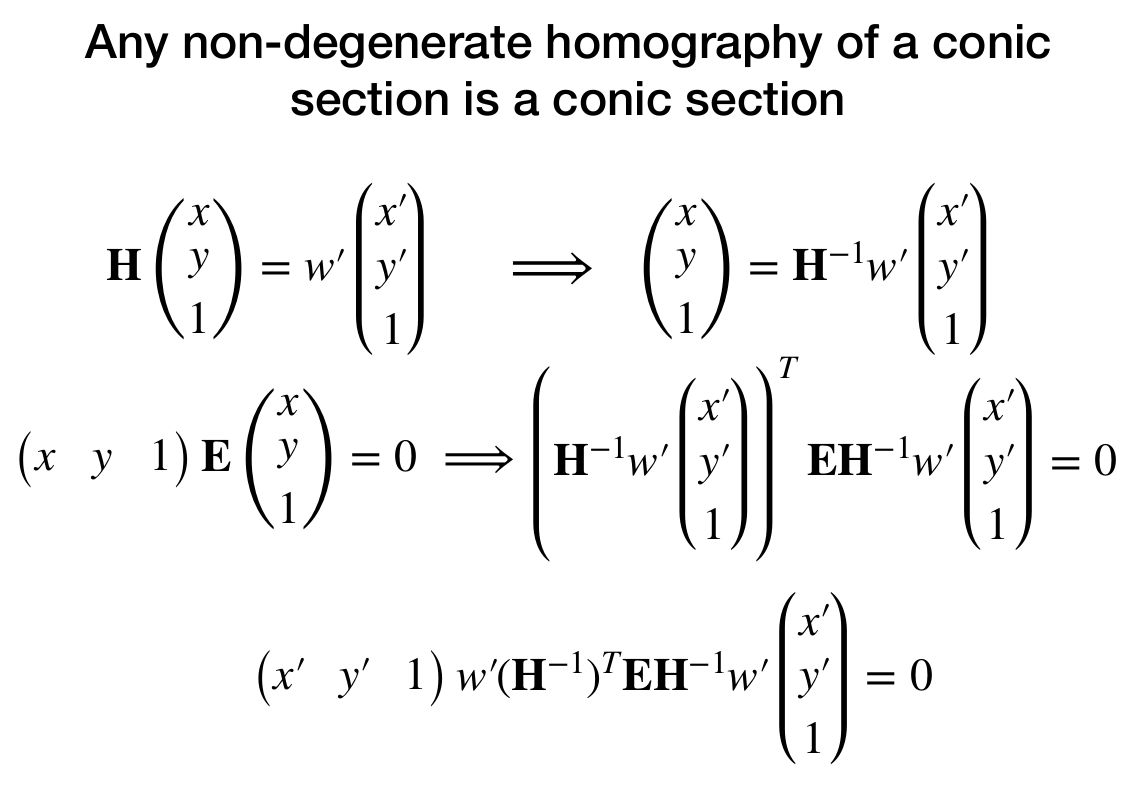 Any non-degenerate homography of a conic
section is a conic section
$\mathbf{H}\begin{pmatrix} x \\ y \\ 1 \end{pmatrix} = w'\begin{pmatrix} x' \\ y' \\ 1 \end{pmatrix} \implies \begin{pmatrix} x \\ y \\ 1 \end{pmatrix} = \mathbf{H}^{-1}w'\begin{pmatrix} x' \\ y' \\ 1 \end{pmatrix}$
$\begin{pmatrix} x & y & 1 \end{pmatrix}\mathbf{E}\begin{pmatrix} x \\ y \\ 1 \end{pmatrix} = 0 \implies \left(\mathbf{H}^{-1}w'\begin{pmatrix} x' \\ y' \\ 1 \end{pmatrix}\right)^T \mathbf{E}\mathbf{H}^{-1}w'\begin{pmatrix} x' \\ y' \\ 1 \end{pmatrix} = 0$
$\begin{pmatrix} x' & y' & 1 \end{pmatrix} w'(\mathbf{H}^{-1})^T\mathbf{E}\mathbf{H}^{-1}w'\begin{pmatrix} x' \\ y' \\ 1 \end{pmatrix} = 0$